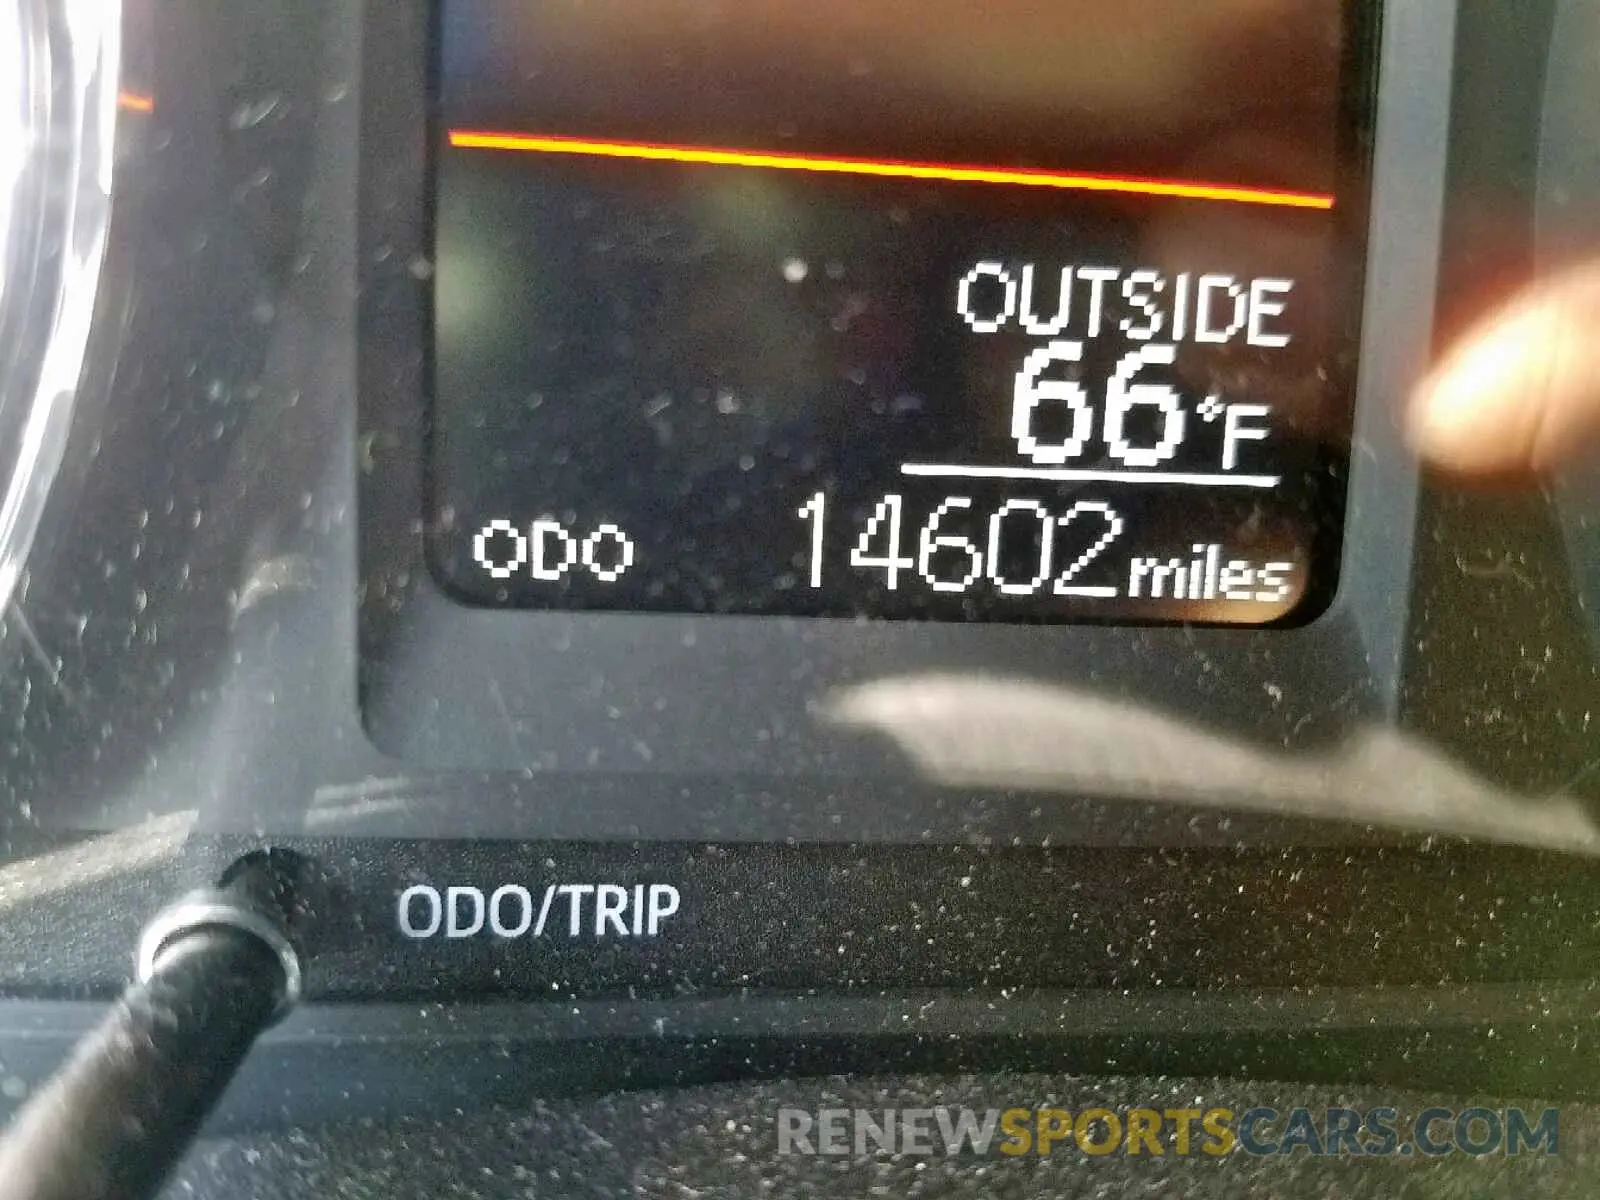 OUTSIDE
66°F
ODO 14602 miles
ODO/TRIP
RENEWSPORTSCARS.COM